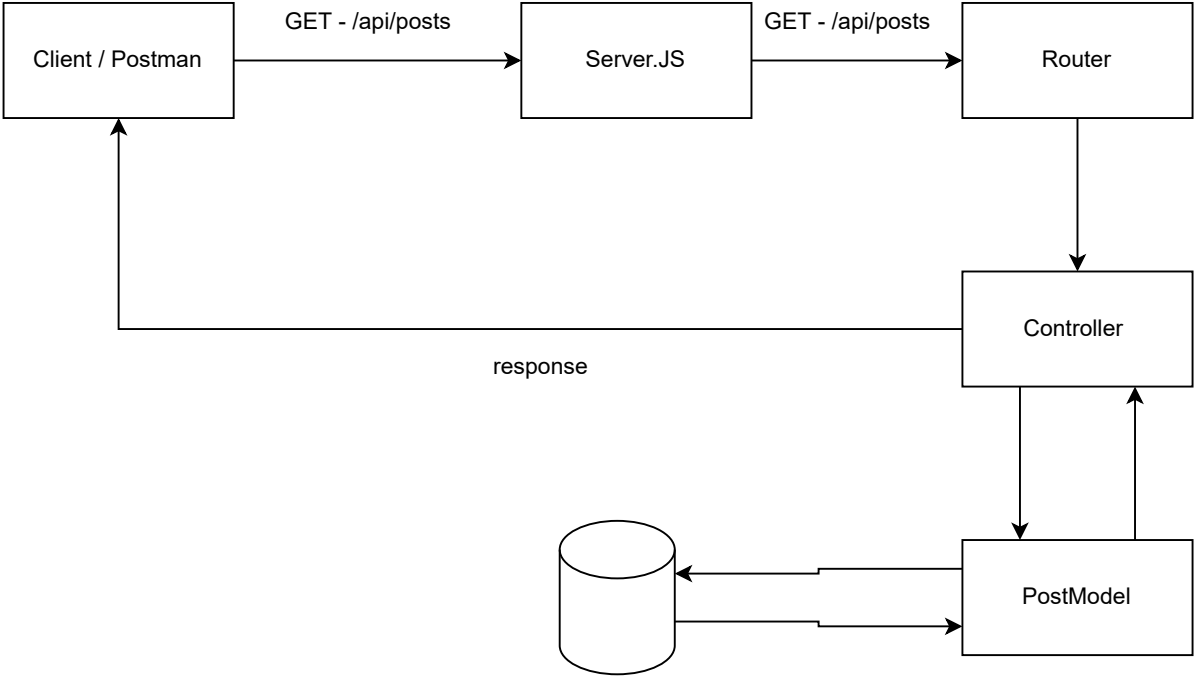 GET - /api/posts
GET - /api/posts
Client / Postman
Server.JS
Router
Controller
response
PostModel